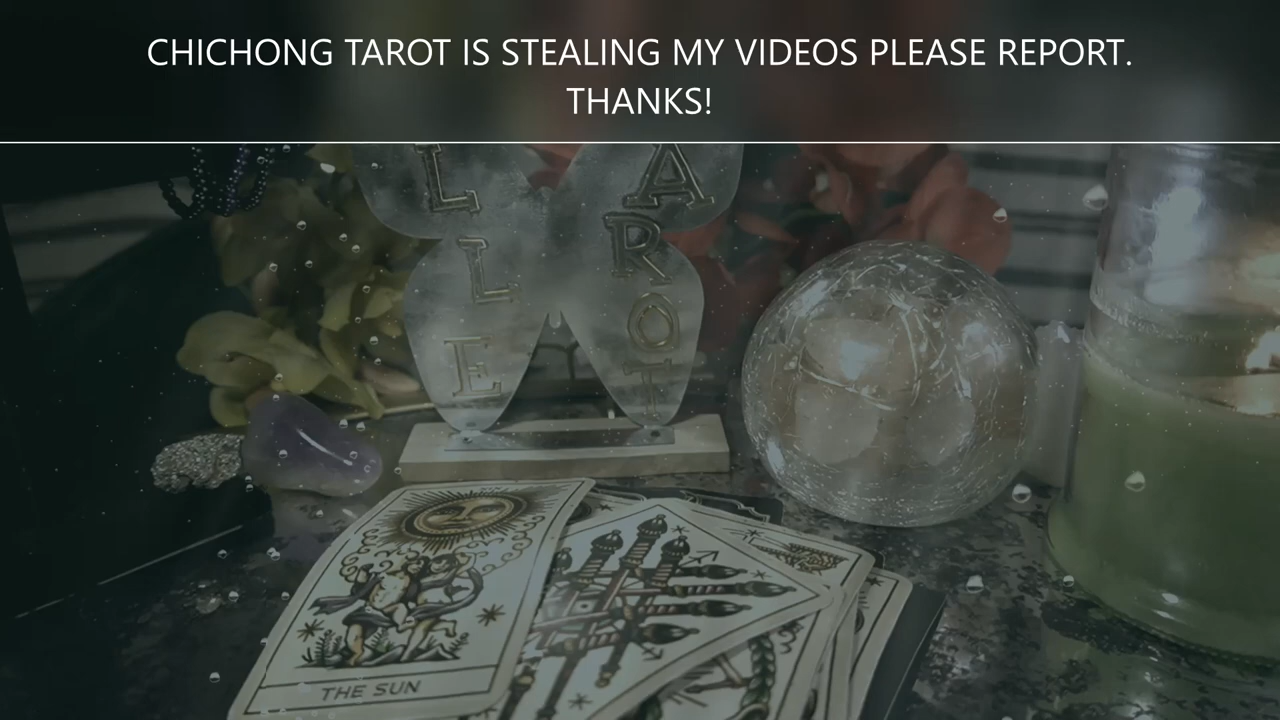 CHICHONG TAROT IS STEALING MY VIDEOS PLEASE REPORT.
THANKS!
L
L
E
A
R
O
T
THE SUN